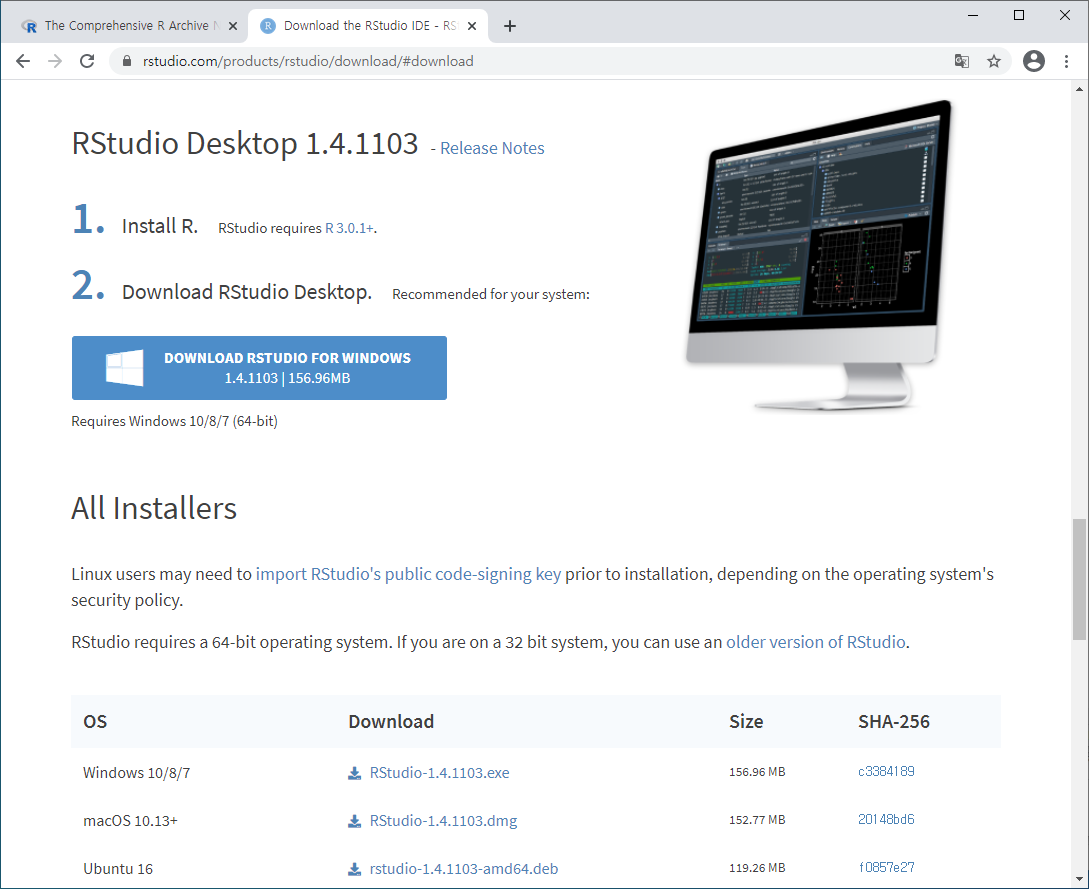 The Comprehensive R Archive N
Download the RStudio IDE - RS
rstudio.com/products/rstudio/download/#download
RStudio Desktop 1.4.1103 - Release Notes
1. Install R. RStudio requires R 3.0.1+.
2. Download RStudio Desktop. Recommended for your system:
DOWNLOAD RSTUDIO FOR WINDOWS
1.4.1103 | 156.96MB
Requires Windows 10/8/7 (64-bit)
All Installers
Linux users may need to import RStudio's public code-signing key prior to installation, depending on the operating system's
security policy.
RStudio requires a 64-bit operating system. If you are on a 32 bit system, you can use an older version of RStudio.
OS Download Size SHA-256
Windows 10/8/7 RStudio-1.4.1103.exe 156.96 MB c3384189
macOS 10.13+ RStudio-1.4.1103.dmg 152.77 MB 20148bd6
Ubuntu 16 rstudio-1.4.1103-amd64.deb 119.26 MB f0857e27